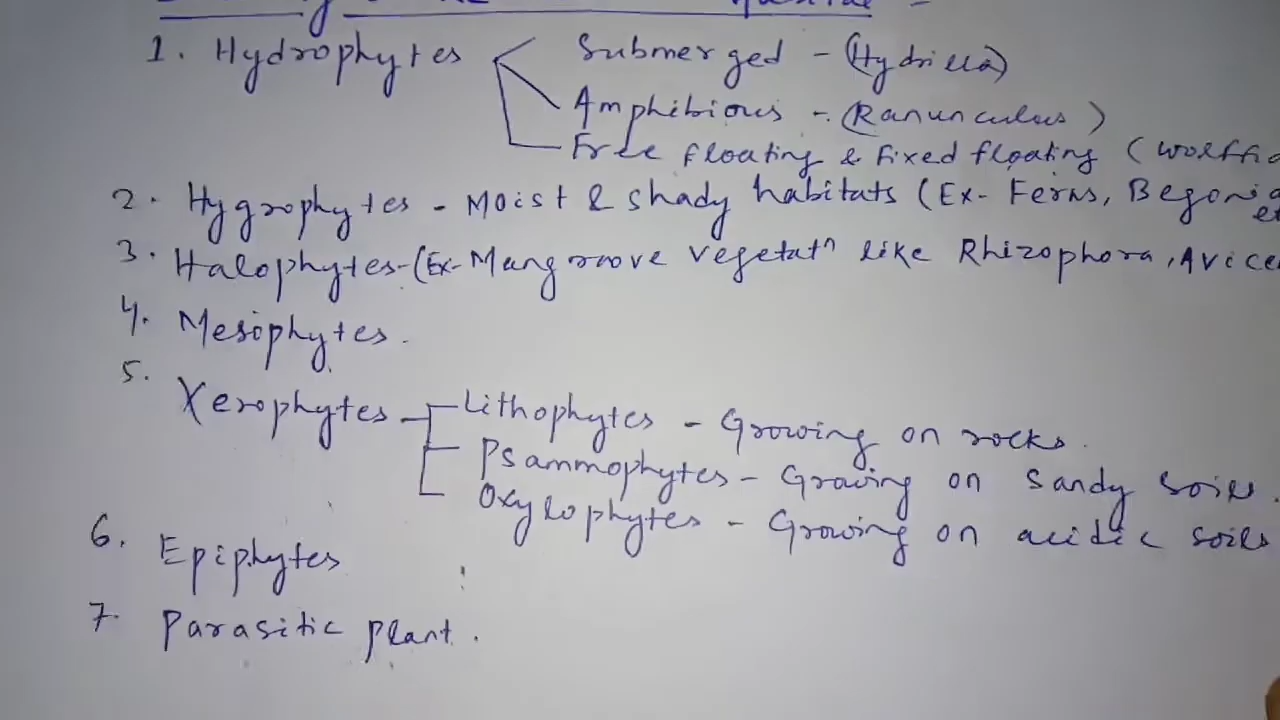 1. Hydrophytes Submerged - (Hydrilla)
Amphibious - (Ranunculus)
Free floating & Fixed floating (Wolffia
2. Hygrophytes - Moist & shady habitats (Ex- Ferns, Begonia
3. Halophytes-(Ex-Mangroove vegetatn like Rhizophora, Avice
4. Mesophytes.
5. Xerophytes Lithophytes - Growing on rocks.
Psammophytes - Growing on sandy soils.
Oxylophytes - Growing on acidic soils
6. Epiphytes
7. Parasitic plant.